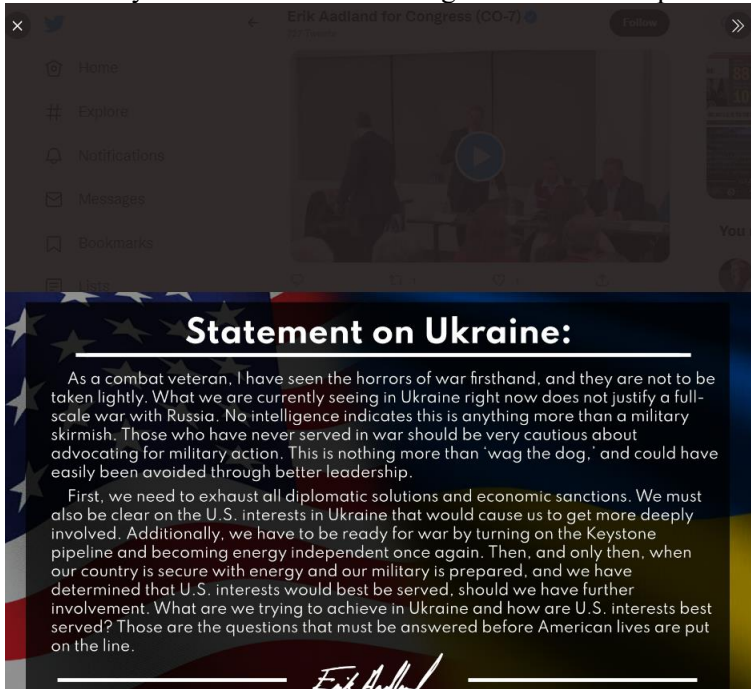 Erik Aadland for Congress (CO-7)
Follow
Home
Explore
Notifications
Messages
Bookmarks
Lists
You
Statement on Ukraine:
As a combat veteran, I have seen the horrors of war firsthand, and they are not to be
taken lightly. What we are currently seeing in Ukraine right now does not justify a full-
scale war with Russia. No intelligence indicates this is anything more than a military
skirmish. Those who have never served in war should be very cautious about
advocating for military action. This is nothing more than ‘wag the dog,’ and could have
easily been avoided through better leadership.
First, we need to exhaust all diplomatic solutions and economic sanctions. We must
also be clear on the U.S. interests in Ukraine that would cause us to get more deeply
involved. Additionally, we have to be ready for war by turning on the Keystone
pipeline and becoming energy independent once again. Then, and only then, when
our country is secure with energy and our military is prepared, and we have
determined that U.S. interests would best be served, should we have further
involvement. What are we trying to achieve in Ukraine and how are U.S. interests best
served? Those are the questions that must be answered before American lives are put
on the line.
Erik Aadland